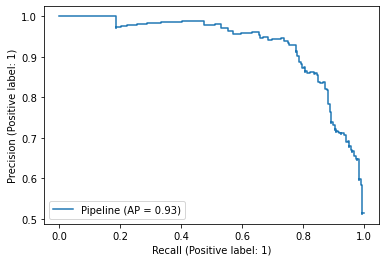 Precision (Positive label: 1)
1.0
0.9
0.8
0.7
0.6
0.5
Pipeline (AP = 0.93)
0.0 0.2 0.4 0.6 0.8 1.0
Recall (Positive label: 1)